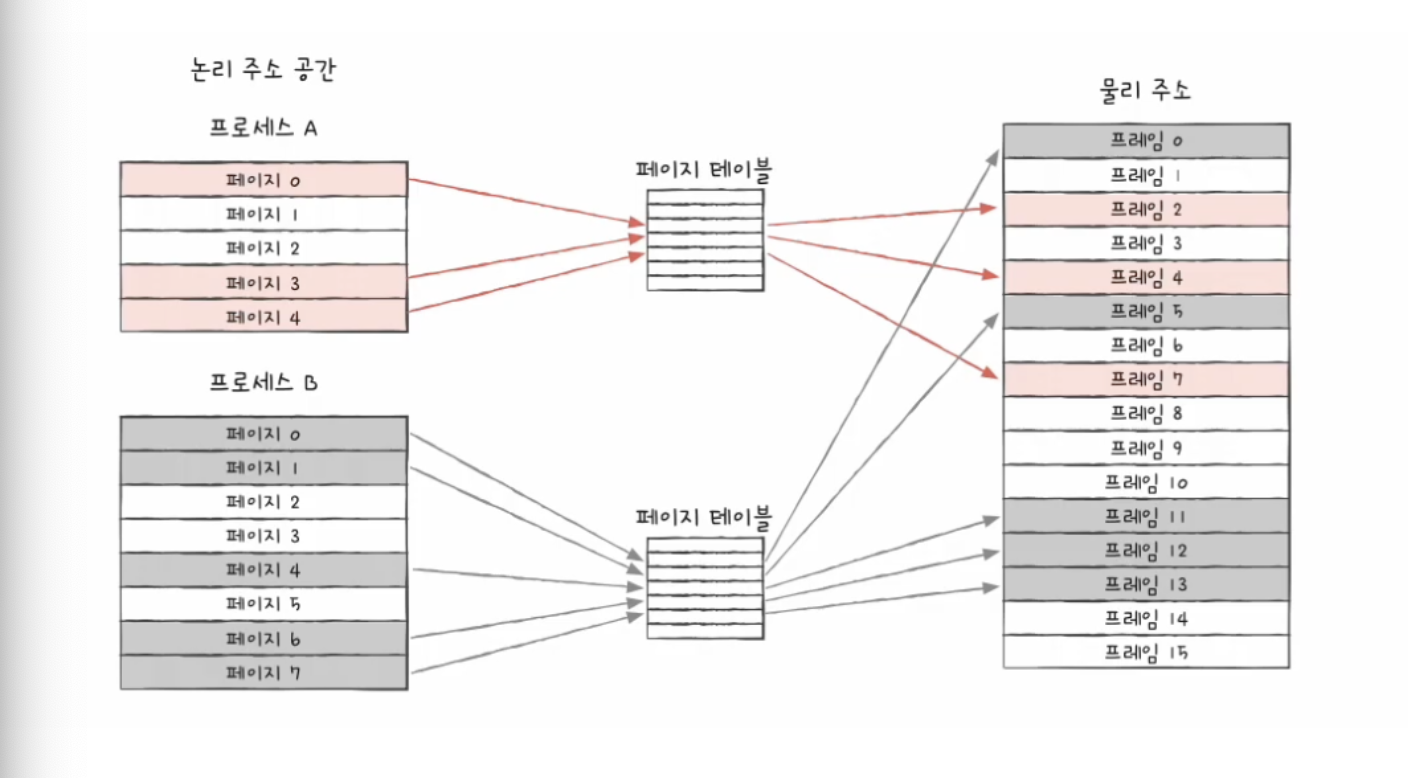 논리 주소 공간
프로세스 A
페이지 0
페이지 1
페이지 2
페이지 3
페이지 4
프로세스 B
페이지 0
페이지 1
페이지 2
페이지 3
페이지 4
페이지 5
페이지 6
페이지 7
페이지 테이블
페이지 테이블
물리 주소
프레임 0
프레임 1
프레임 2
프레임 3
프레임 4
프레임 5
프레임 6
프레임 7
프레임 8
프레임 9
프레임 10
프레임 11
프레임 12
프레임 13
프레임 14
프레임 15